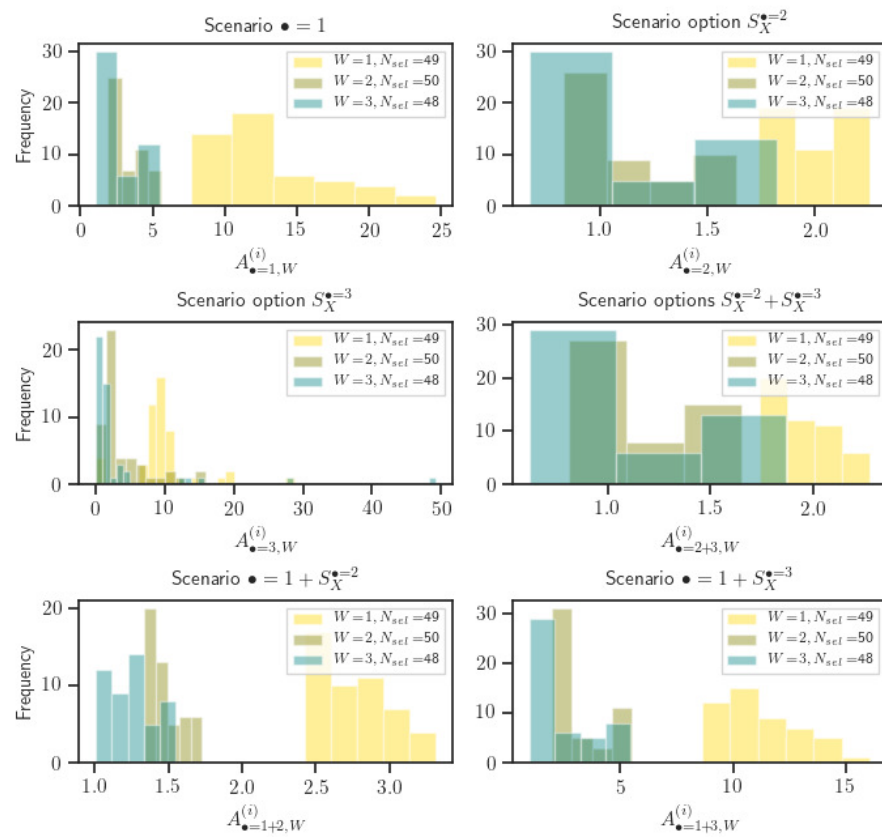 Scenario • = 1
Frequency
30
20
10
0
W=1, N_sel=49
W=2, N_sel=50
W=3, N_sel=48
0 5 10 15 20 25
A^(i)_•=1,W
Scenario option S_X^•=2
30
20
10
0
W=1, N_sel=49
W=2, N_sel=50
W=3, N_sel=48
1.0 1.5 2.0
A^(i)_•=2,W
Scenario option S_X^•=3
Frequency
20
10
0
W=1, N_sel=49
W=2, N_sel=50
W=3, N_sel=48
0 10 20 30 40 50
A^(i)_•=3,W
Scenario options S_X^•=2 + S_X^•=3
30
20
10
0
W=1, N_sel=49
W=2, N_sel=50
W=3, N_sel=48
1.0 1.5 2.0
A^(i)_•=2+3,W
Scenario • = 1 + S_X^•=2
Frequency
20
10
0
W=1, N_sel=49
W=2, N_sel=50
W=3, N_sel=48
1.0 1.5 2.0 2.5 3.0
A^(i)_•=1+2,W
Scenario • = 1 + S_X^•=3
30
20
10
0
W=1, N_sel=49
W=2, N_sel=50
W=3, N_sel=48
5 10 15
A^(i)_•=1+3,W